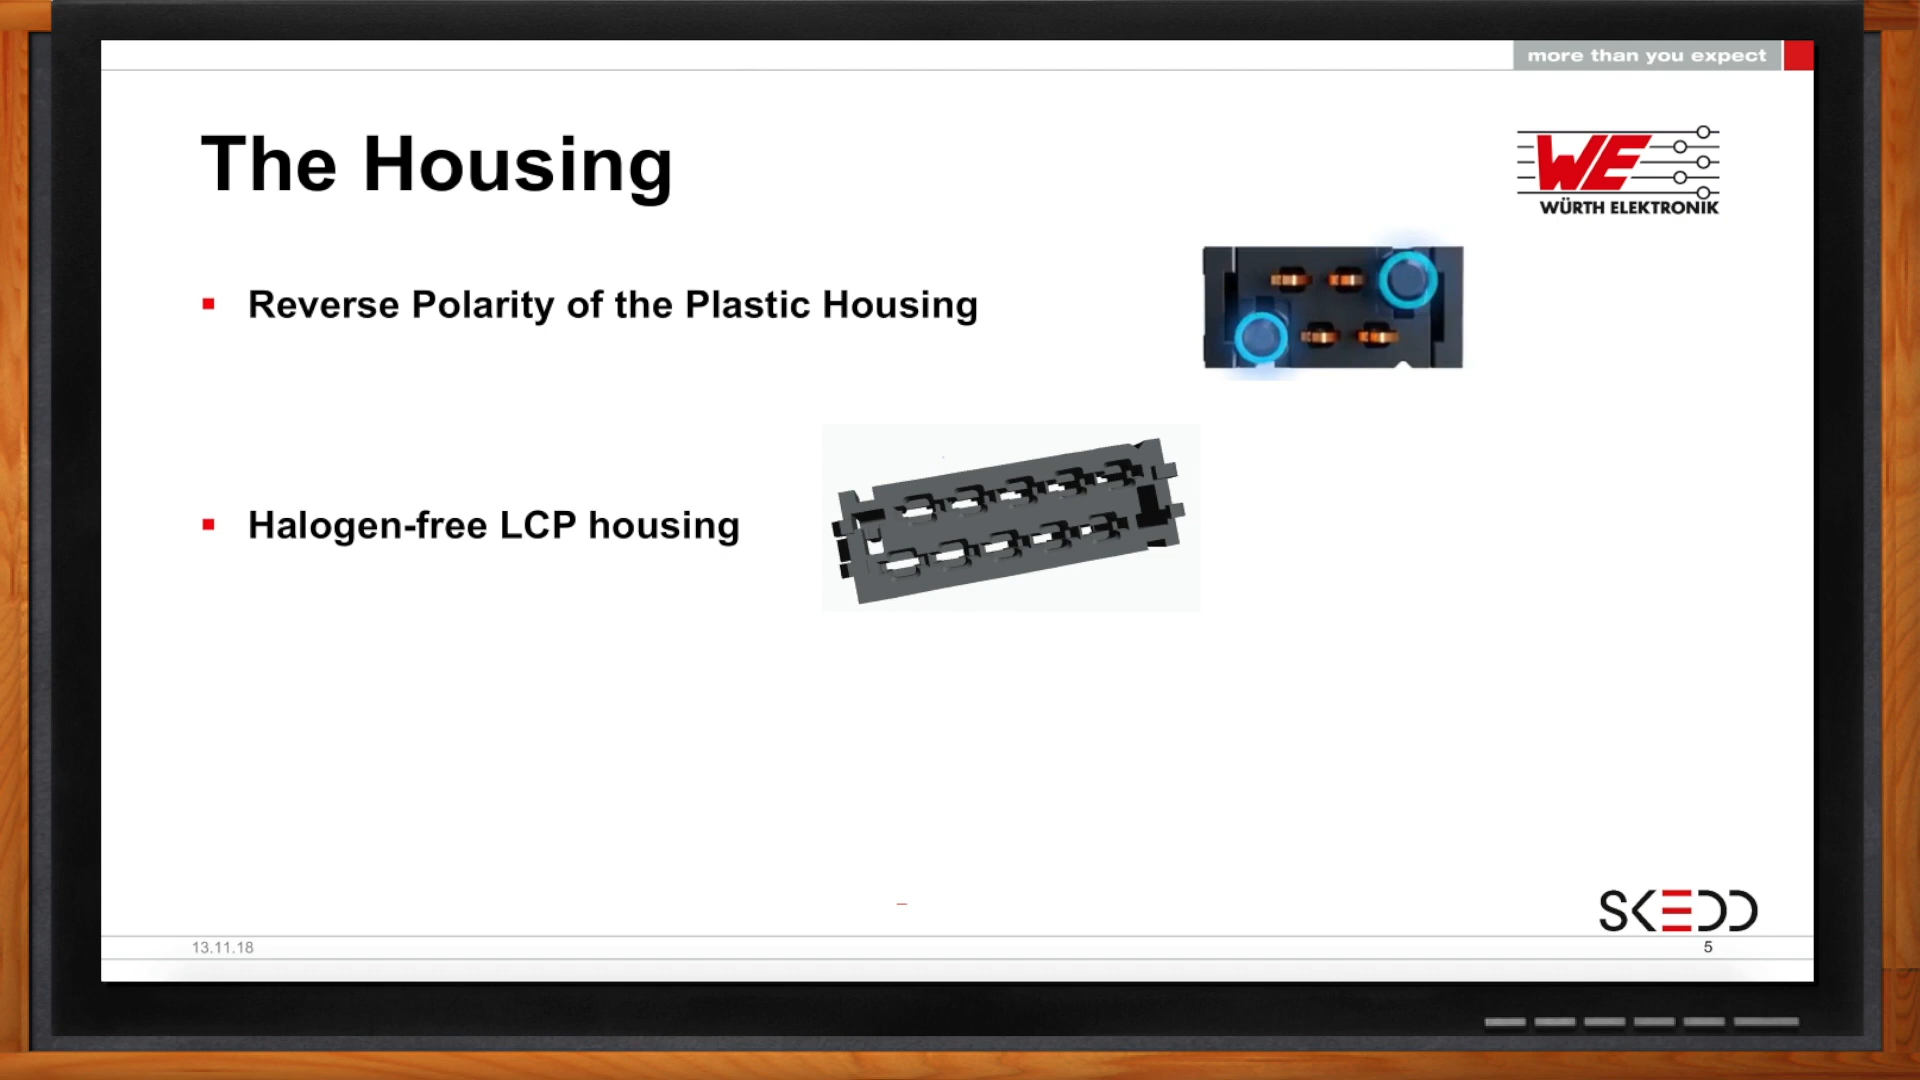 more than you expect
The Housing
WE
WÜRTH ELEKTRONIK
Reverse Polarity of the Plastic Housing
Halogen-free LCP housing
SKEDD
13.11.18
5